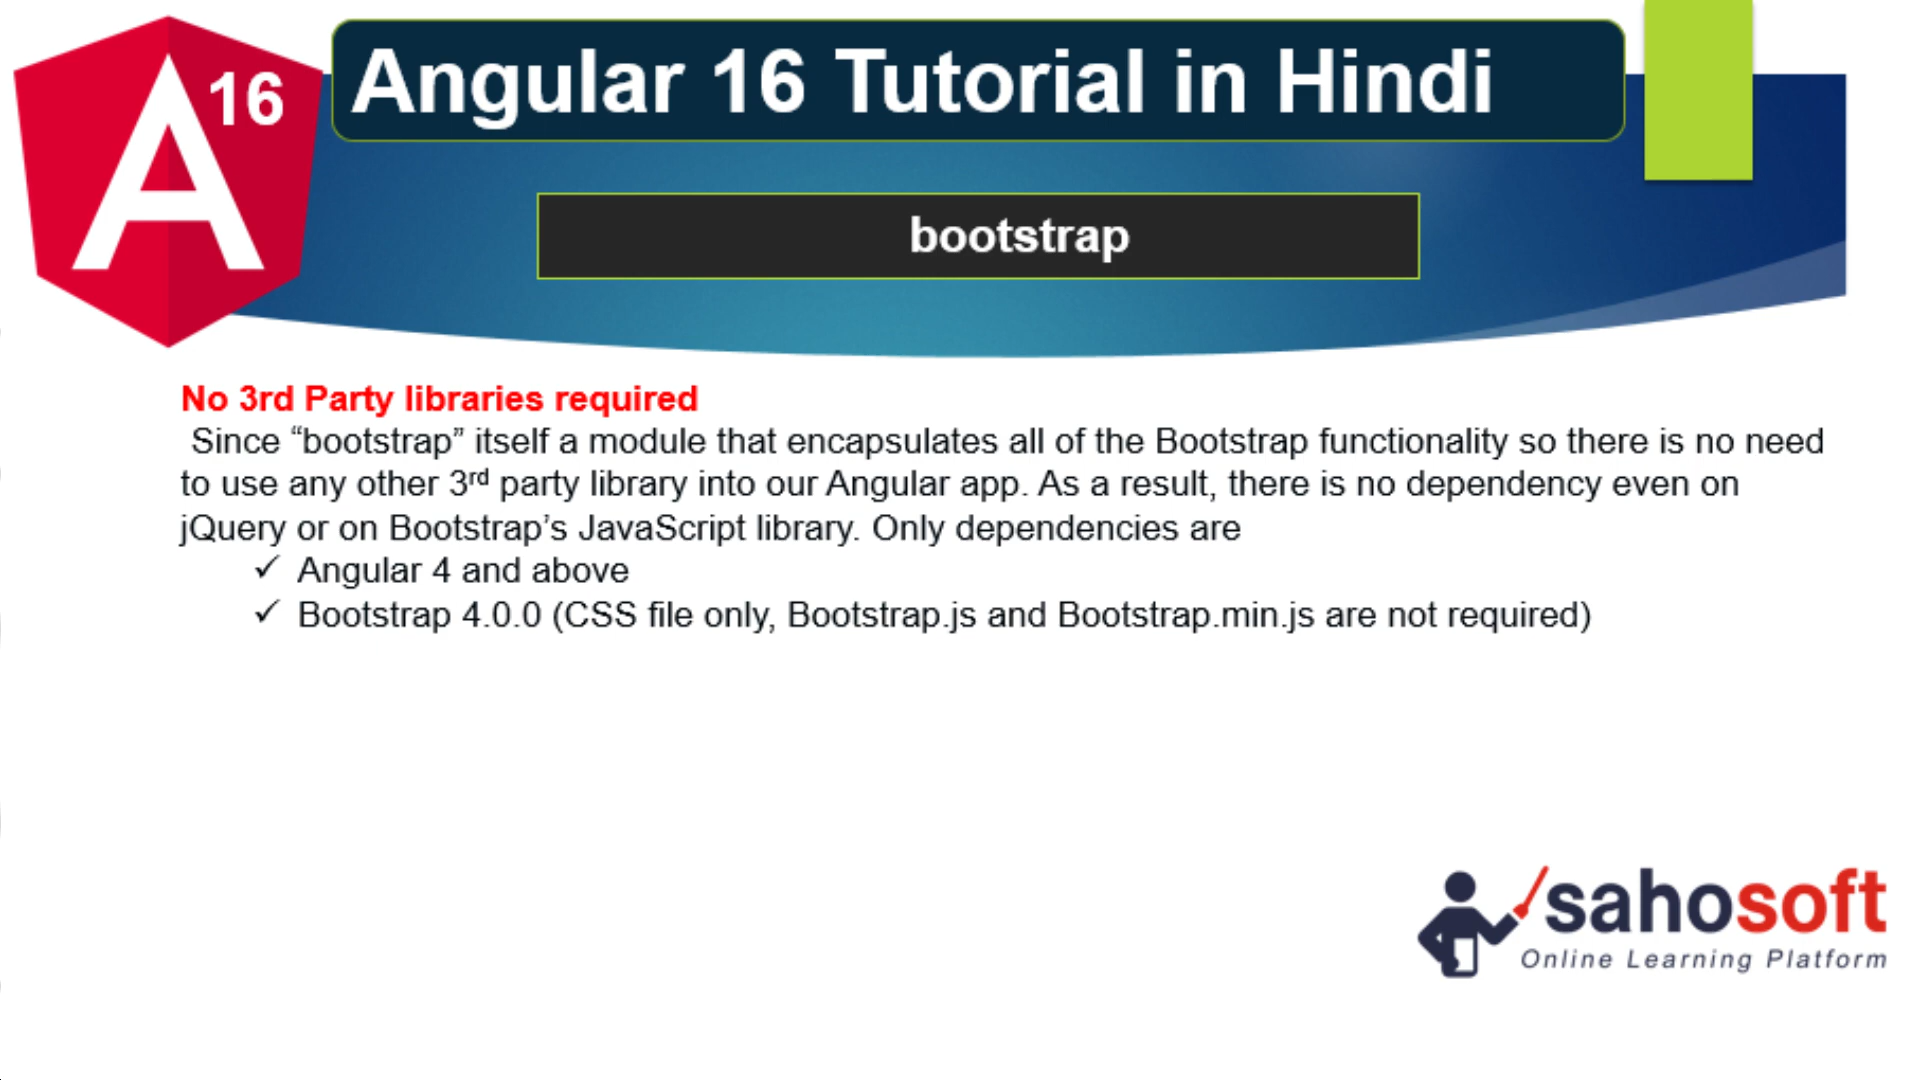 16
Angular 16 Tutorial in Hindi
bootstrap
No 3rd Party libraries required
Since “bootstrap” itself a module that encapsulates all of the Bootstrap functionality so there is no need
to use any other 3rd party library into our Angular app. As a result, there is no dependency even on
jQuery or on Bootstrap’s JavaScript library. Only dependencies are
✓ Angular 4 and above
✓ Bootstrap 4.0.0 (CSS file only, Bootstrap.js and Bootstrap.min.js are not required)
sahosoft
Online Learning Platform